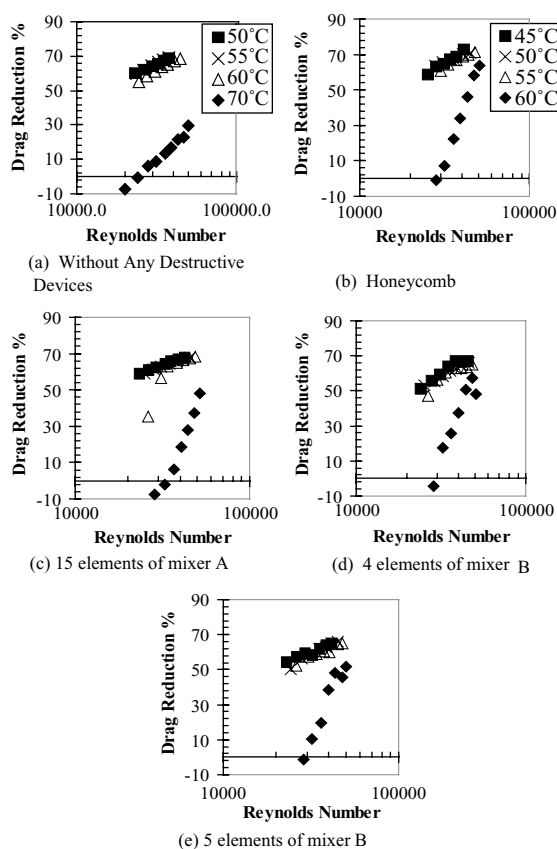 90
70
50
30
10
-10
Drag Reduction %
50°C
55°C
60°C
70°C
10000.0 100000.0
Reynolds Number
(a) Without Any Destructive
Devices
90
70
50
30
10
-10
Drag Reduction %
45°C
50°C
55°C
60°C
10000 100000
Reynolds Number
(b) Honeycomb
90
70
50
30
10
-10
Drag Reduction %
10000 100000
Reynolds Number
(c) 15 elements of mixer A
90
70
50
30
10
-10
Drag Reduction %
10000 100000
Reynolds Number
(d) 4 elements of mixer B
90
70
50
30
10
-10
Drag Reduction %
10000 100000
Reynolds Number
(e) 5 elements of mixer B